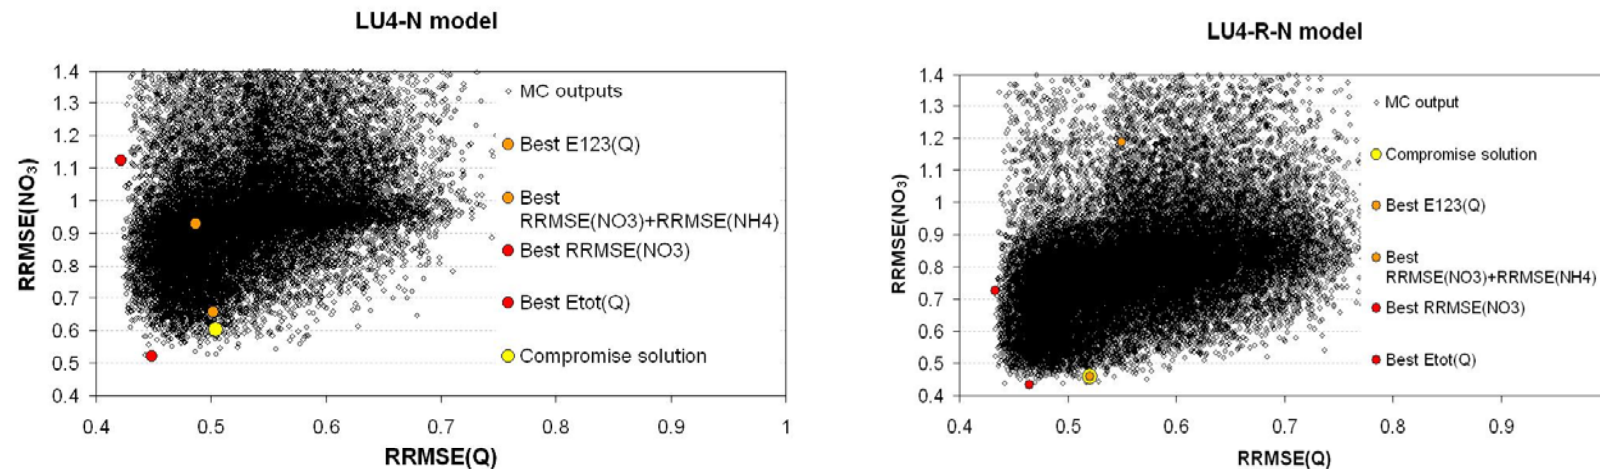 LU4-N model
RRMSE(NO₃)
1.4
1.3
1.2
1.1
1
0.9
0.8
0.7
0.6
0.5
0.4
MC outputs
Best E123(Q)
Best
RRMSE(NO3)+RRMSE(NH4)
Best RRMSE(NO3)
Best Etot(Q)
Compromise solution
0.4 0.5 0.6 0.7 0.8 0.9 1
RRMSE(Q)
LU4-R-N model
RRMSE(NO₃)
1.4
1.3
1.2
1.1
1
0.9
0.8
0.7
0.6
0.5
0.4
MC output
Compromise solution
Best E123(Q)
Best
RRMSE(NO3)+RRMSE(NH4)
Best RRMSE(NO3)
Best Etot(Q)
0.4 0.5 0.6 0.7 0.8 0.9
RRMSE(Q)